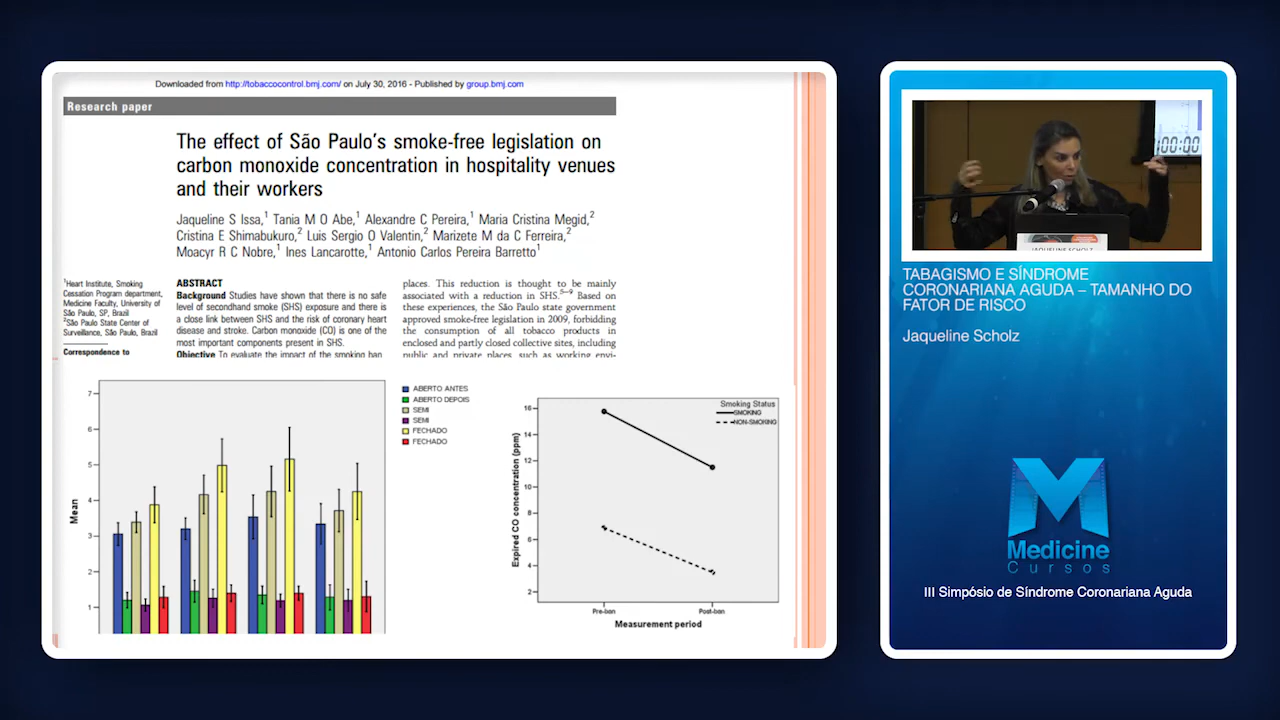 Downloaded from http://tobaccocontrol.bmj.com/ on July 30, 2016 - Published by group.bmj.com
Research paper
The effect of São Paulo's smoke-free legislation on
carbon monoxide concentration in hospitality venues
and their workers
Jaqueline S Issa,1 Tania M O Abe,1 Alexandre C Pereira,1 Maria Cristina Megid,2
Cristina E Shimabukuro,2 Luis Sergio O Valentin,2 Marizete M da C Ferreira,2
Moacyr R C Nobre,1 Ines Lancarotte,1 Antonio Carlos Pereira Barretto1
1Heart Institute, Smoking
Cessation Program department,
Medicine Faculty, University of
São Paulo, SP, Brazil
2São Paulo State Center of
Surveillance, São Paulo, Brazil
Correspondence to
ABSTRACT
Background Studies have shown that there is no safe
level of secondhand smoke (SHS) exposure and there is
a close link between SHS and the risk of coronary heart
disease and stroke. Carbon monoxide (CO) is one of the
most important components present in SHS.
Objective To evaluate the impact of the smoking ban
places. This reduction is thought to be mainly
associated with a reduction in SHS.5–9 Based on
these experiences, the São Paulo state government
approved smoke-free legislation in 2009, forbidding
the consumption of all tobacco products in
enclosed and partly closed collective sites, including
public and private places, such as working envi-
7
6
5
4
3
2
1
Mean
ABERTO ANTES
ABERTO DEPOIS
SEMI
SEMI
FECHADO
FECHADO
Smoking Status
SMOKING
NON-SMOKING
16
14
12
10
8
6
4
2
Expired CO concentration (ppm)
Pre-ban
Post-ban
Measurement period
00:00
JAQUELINE SCHOLZ
TABAGISMO E SÍNDROME
CORONARIANA AGUDA – TAMANHO DO
FATOR DE RISCO
Jaqueline Scholz
Medicine
Cursos
III Simpósio de Síndrome Coronariana Aguda